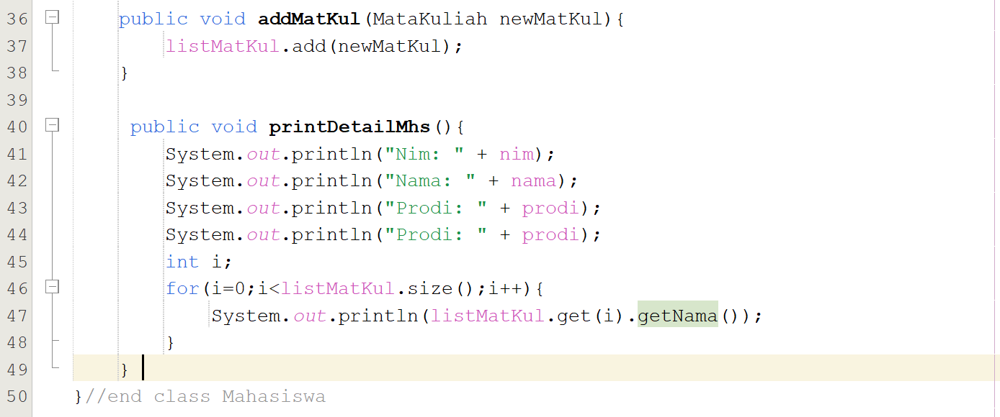 36 public void addMatKul(MataKuliah newMatKul){
37 listMatKul.add(newMatKul);
38 }
39
40 public void printDetailMhs(){
41 System.out.println("Nim: " + nim);
42 System.out.println("Nama: " + nama);
43 System.out.println("Prodi: " + prodi);
44 System.out.println("Prodi: " + prodi);
45 int i;
46 for(i=0;i<listMatKul.size();i++){
47 System.out.println(listMatKul.get(i).getNama());
48 }
49 }
50 }//end class Mahasiswa